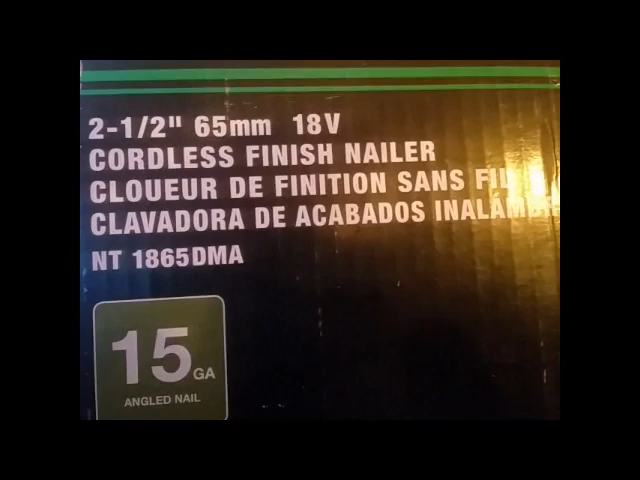 2-1/2" 65mm 18V
CORDLESS FINISH NAILER
CLOUEUR DE FINITION SANS FIL
CLAVADORA DE ACABADOS
NT 1865DMA
15 GA
ANGLED NAIL